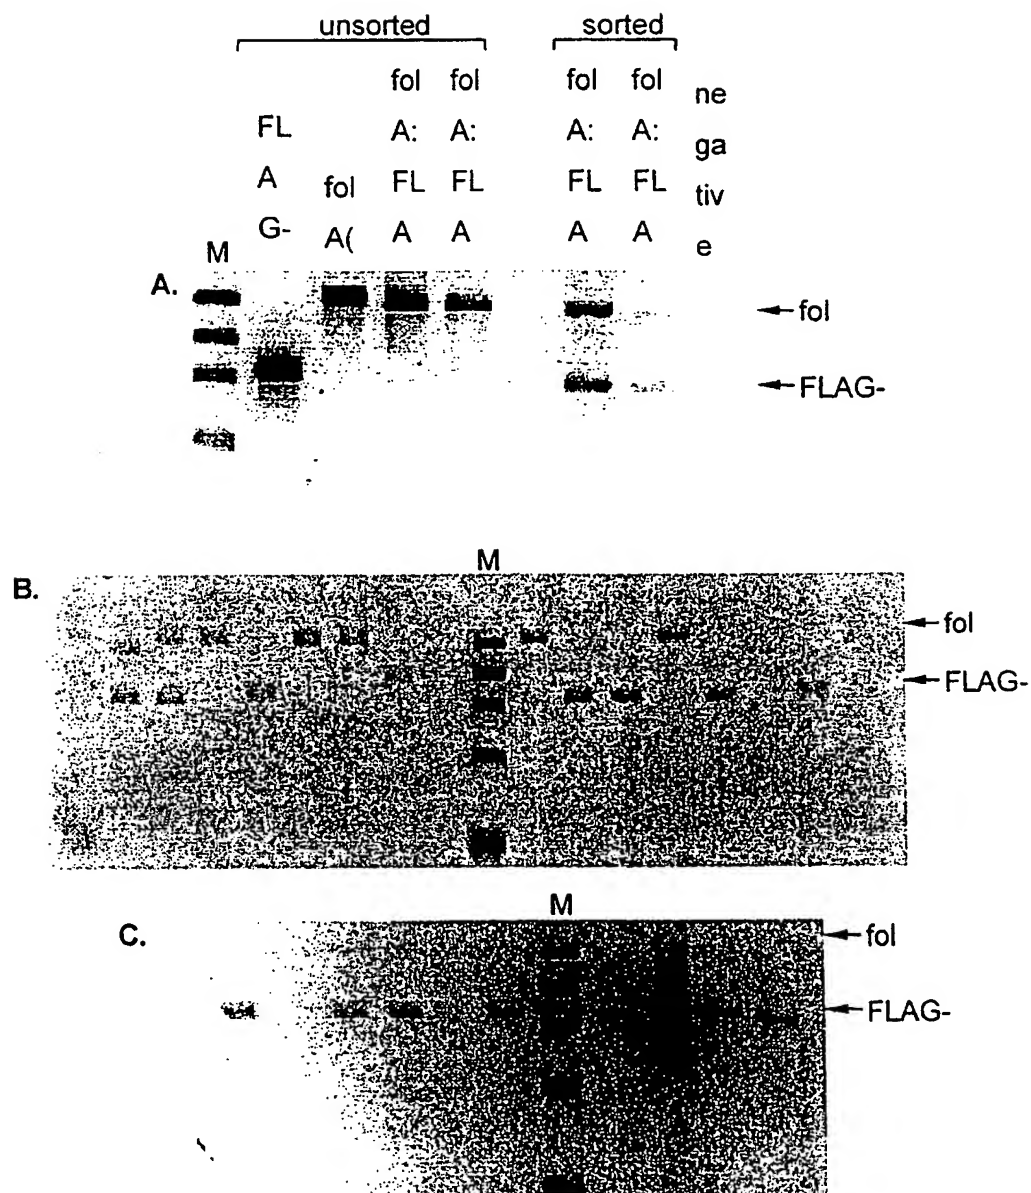 unsorted sorted
fol fol fol fol ne
FL A: A: A: A: ga
A fol FL FL FL FL tiv
G- A( A A A A e
M
A.
fol
FLAG-
M
B.
fol
FLAG-
M
C.
fol
FLAG-